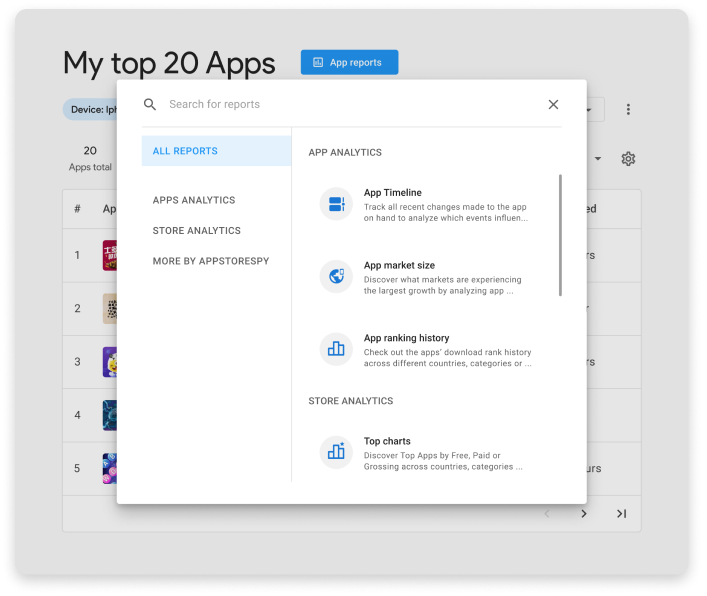 My top 20 Apps
App reports
Device: Iph
Search for reports
20
Apps total
ALL REPORTS
APPS ANALYTICS
STORE ANALYTICS
MORE BY APPSTORESPY
APP ANALYTICS
App Timeline
Track all recent changes made to the app
on hand to analyze which events influen...
App market size
Discover what markets are experiencing
the largest growth by analyzing app ...
App ranking history
Check out the apps' download rank history
across different countries, categories or ...
STORE ANALYTICS
Top charts
Discover Top Apps by Free, Paid or
Grossing across countries, categories ...
# Ap ed
1 rs
2 r
3 rs
4
5 urs